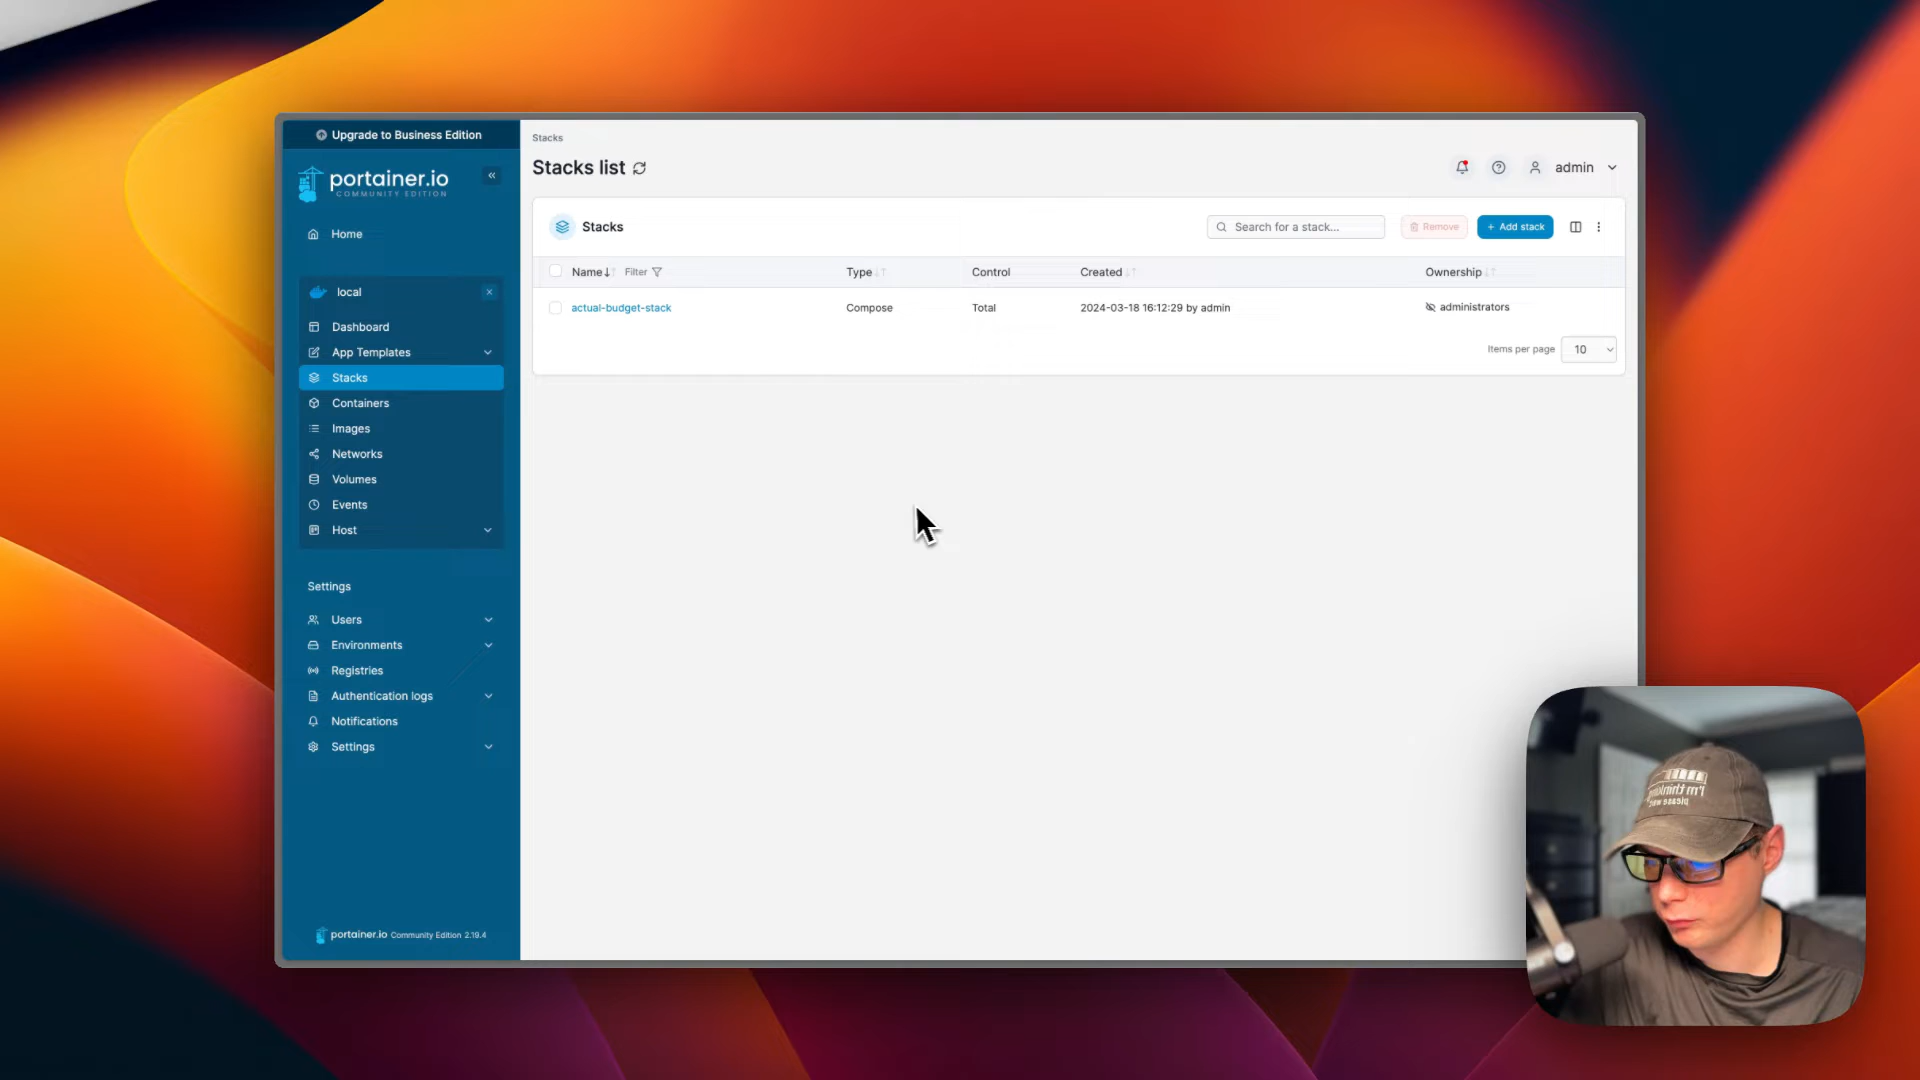 Upgrade to Business Edition
portainer.io
COMMUNITY EDITION
Home
local
Dashboard
App Templates
Stacks
Containers
Images
Networks
Volumes
Events
Host
Settings
Users
Environments
Registries
Authentication logs
Notifications
Settings
portainer.io Community Edition 2.19.4
Stacks
Stacks list
admin
Stacks
Search for a stack...
Remove
+ Add stack
Name Filter Type Control Created Ownership
actual-budget-stack Compose Total 2024-03-18 16:12:29 by admin administrators
Items per page 10
I'm thinking
please wait